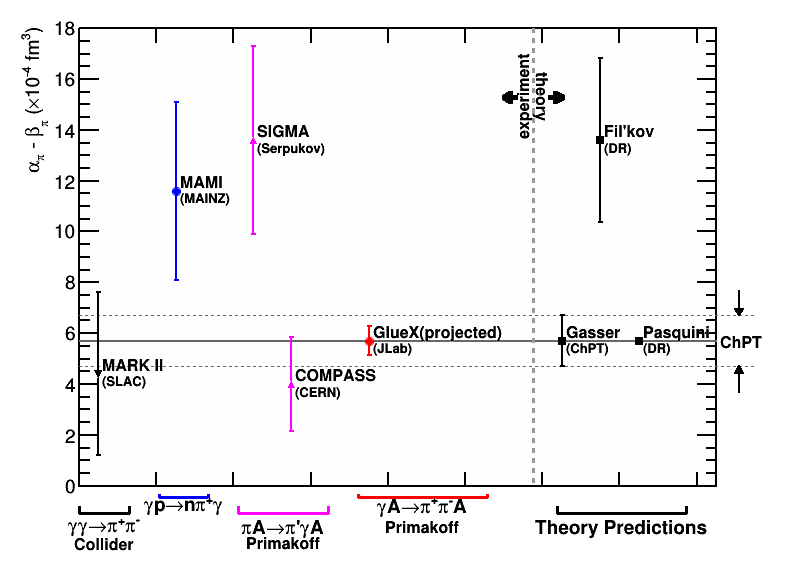 α_π - β_π (×10⁻⁴ fm³)
18
16
14
12
10
8
6
4
2
0
experiment
theory
SIGMA
(Serpukov)
Fil'kov
(DR)
MAMI
(MAINZ)
GlueX(projected)
(JLab)
Gasser
(ChPT)
Pasquini
(DR)
ChPT
MARK II
(SLAC)
COMPASS
(CERN)
γγ→π⁺π⁻
Collider
γp→nπ⁺γ
πA→π'γA
Primakoff
γA→π⁺π⁻A
Primakoff
Theory Predictions